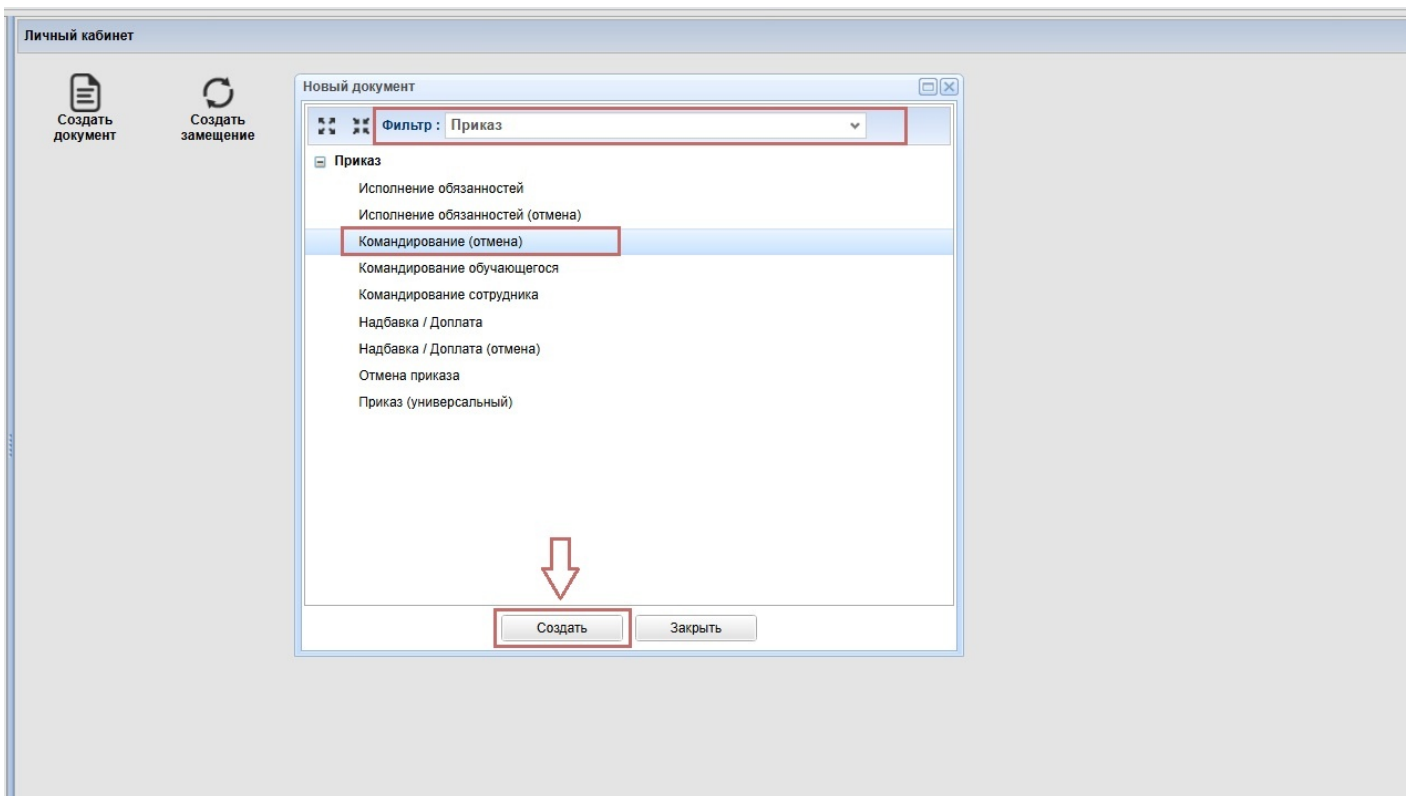 Личный кабинет
Создать
документ
Создать
замещение
Новый документ
Фильтр : Приказ
Приказ
Исполнение обязанностей
Исполнение обязанностей (отмена)
Командирование (отмена)
Командирование обучающегося
Командирование сотрудника
Надбавка / Доплата
Надбавка / Доплата (отмена)
Отмена приказа
Приказ (универсальный)
Создать
Закрыть